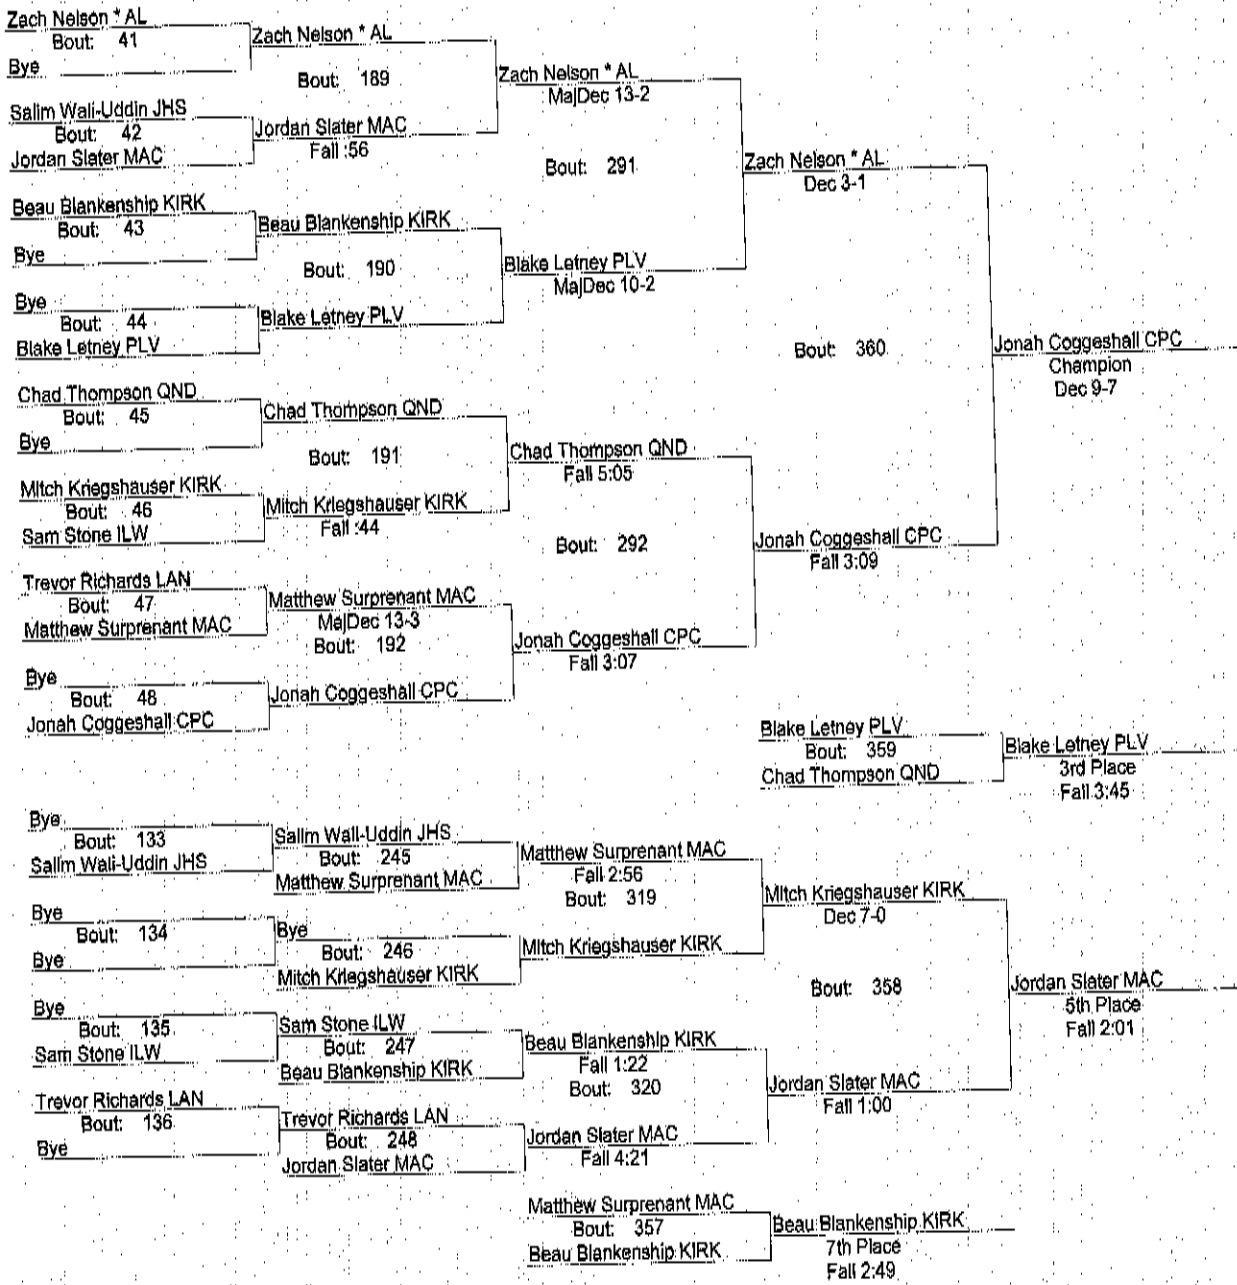 Zach Nelson * AL
Bout: 41
Bye
Zach Nelson * AL
Bout: 189
Salim Wali-Uddin JHS
Bout: 42
Jordan Slater MAC
Jordan Slater MAC
Fall :56
Zach Nelson * AL
MajDec 13-2
Bout: 291
Beau Blankenship KIRK
Bout: 43
Bye
Beau Blankenship KIRK
Bout: 190
Bye
Bout: 44
Blake Letney PLV
Blake Letney PLV
Blake Letney PLV
MajDec 10-2
Zach Nelson * AL
Dec 3-1
Bout: 360
Jonah Coggeshall CPC
Champion
Dec 9-7
Chad Thompson QND
Bout: 45
Bye
Chad Thompson QND
Bout: 191
Mitch Kriegshauser KIRK
Bout: 46
Sam Stone ILW
Mitch Kriegshauser KIRK
Fall :44
Chad Thompson QND
Fall 5:05
Bout: 292
Jonah Coggeshall CPC
Fall 3:09
Trevor Richards LAN
Bout: 47
Matthew Surprenant MAC
Matthew Surprenant MAC
MajDec 13-3
Bout: 192
Bye
Bout: 48
Jonah Coggeshall CPC
Jonah Coggeshall CPC
Jonah Coggeshall CPC
Fall 3:07
Blake Letney PLV
Bout: 359
Chad Thompson QND
Blake Letney PLV
3rd Place
Fall 3:45
Bye
Bout: 133
Salim Wali-Uddin JHS
Salim Wali-Uddin JHS
Bout: 245
Matthew Surprenant MAC
Matthew Surprenant MAC
Fall 2:56
Bout: 319
Bye
Bout: 134
Bye
Bye
Bout: 246
Mitch Kriegshauser KIRK
Mitch Kriegshauser KIRK
Mitch Kriegshauser KIRK
Dec 7-0
Bout: 358
Jordan Slater MAC
5th Place
Fall 2:01
Bye
Bout: 135
Sam Stone ILW
Sam Stone ILW
Bout: 247
Beau Blankenship KIRK
Beau Blankenship KIRK
Fall 1:22
Bout: 320
Jordan Slater MAC
Fall 1:00
Trevor Richards LAN
Bout: 136
Bye
Trevor Richards LAN
Bout: 248
Jordan Slater MAC
Jordan Slater MAC
Fall 4:21
Matthew Surprenant MAC
Bout: 357
Beau Blankenship KIRK
Beau Blankenship KIRK
7th Place
Fall 2:49